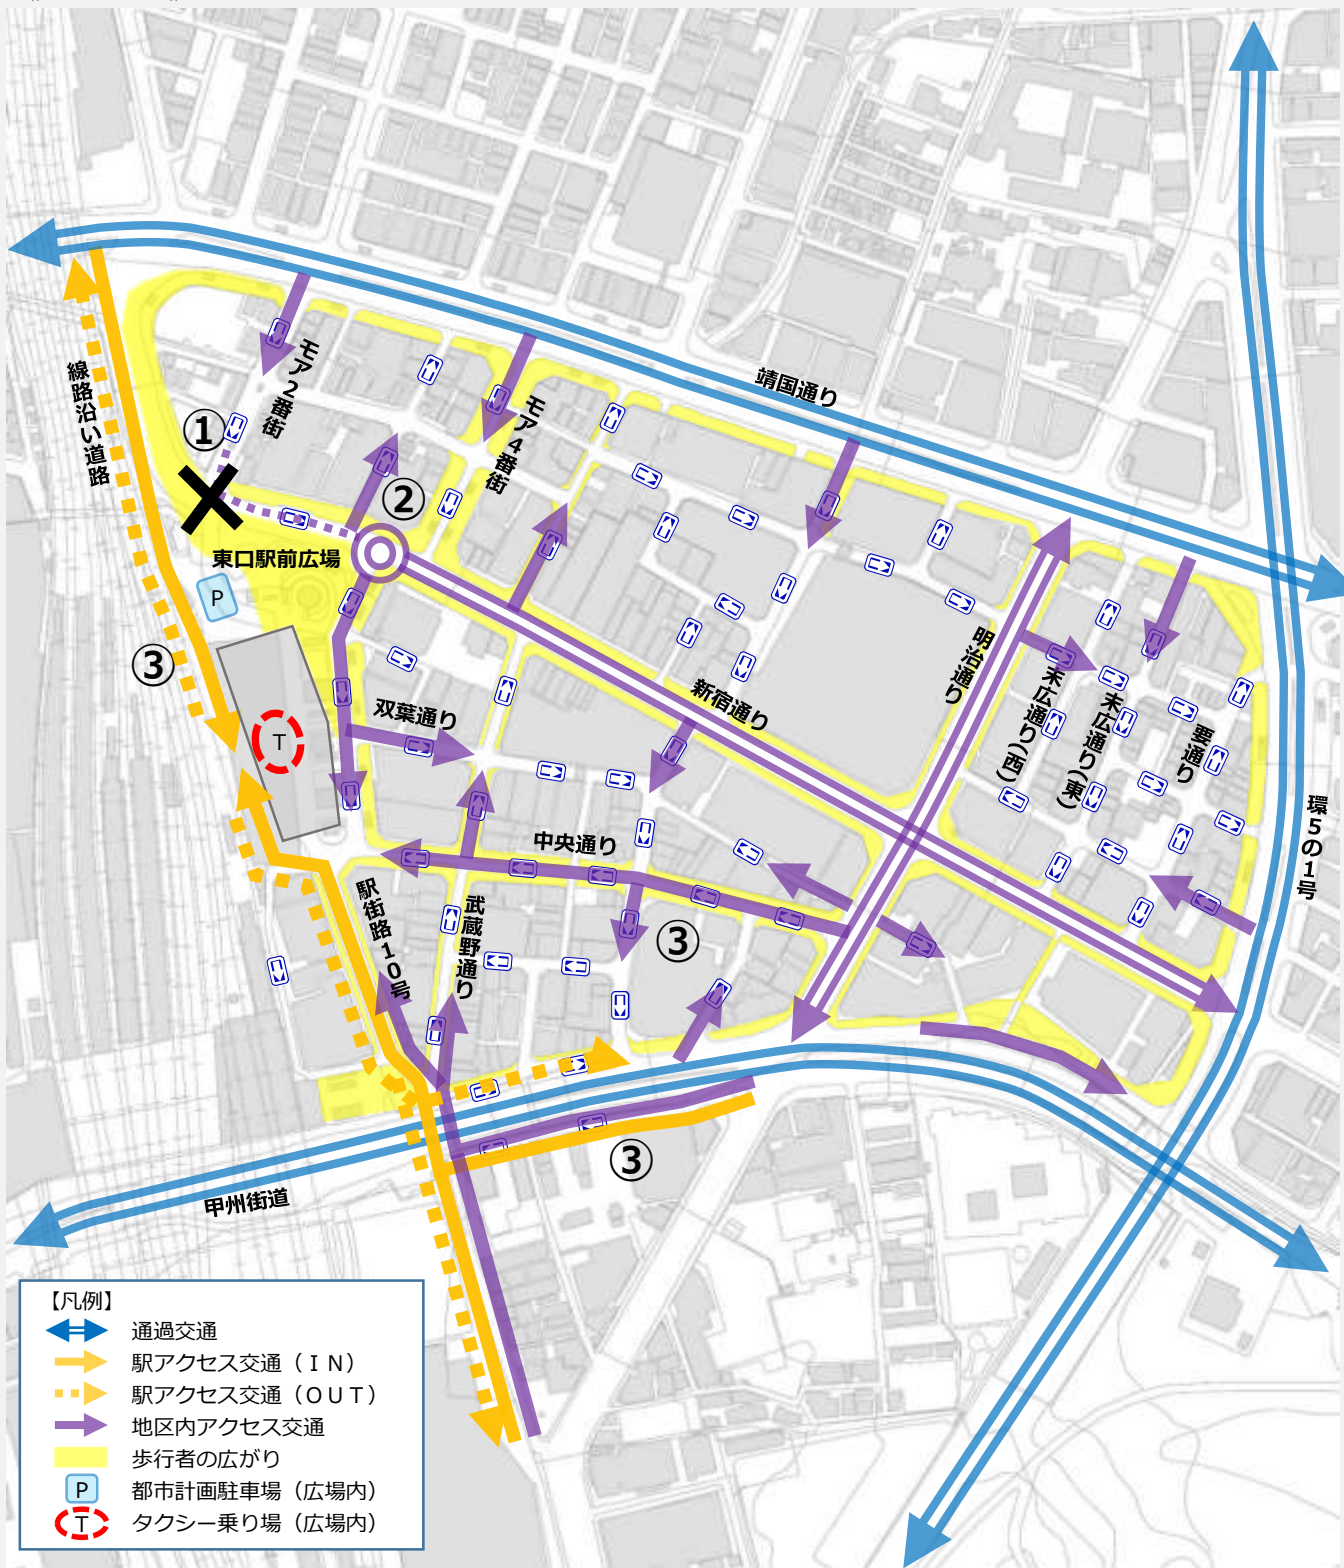 靖国通り
モア2番街
線路沿い道路
①
モア4番街
②
東口駅前広場
P
③
T
双葉通り
新宿通り
明治通り
末広通り(西)
末広通り(東)
要通り
環5の1号
中央通り
駅街路10号
武蔵野通り
③
③
甲州街道
【凡例】
通過交通
駅アクセス交通（ＩＮ）
駅アクセス交通（ＯＵＴ）
地区内アクセス交通
歩行者の広がり
P 都市計画駐車場（広場内）
T タクシー乗り場（広場内）